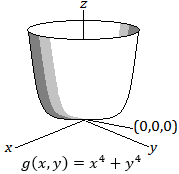 z
(0,0,0)
x
y
g(x, y) = x⁴ + y⁴